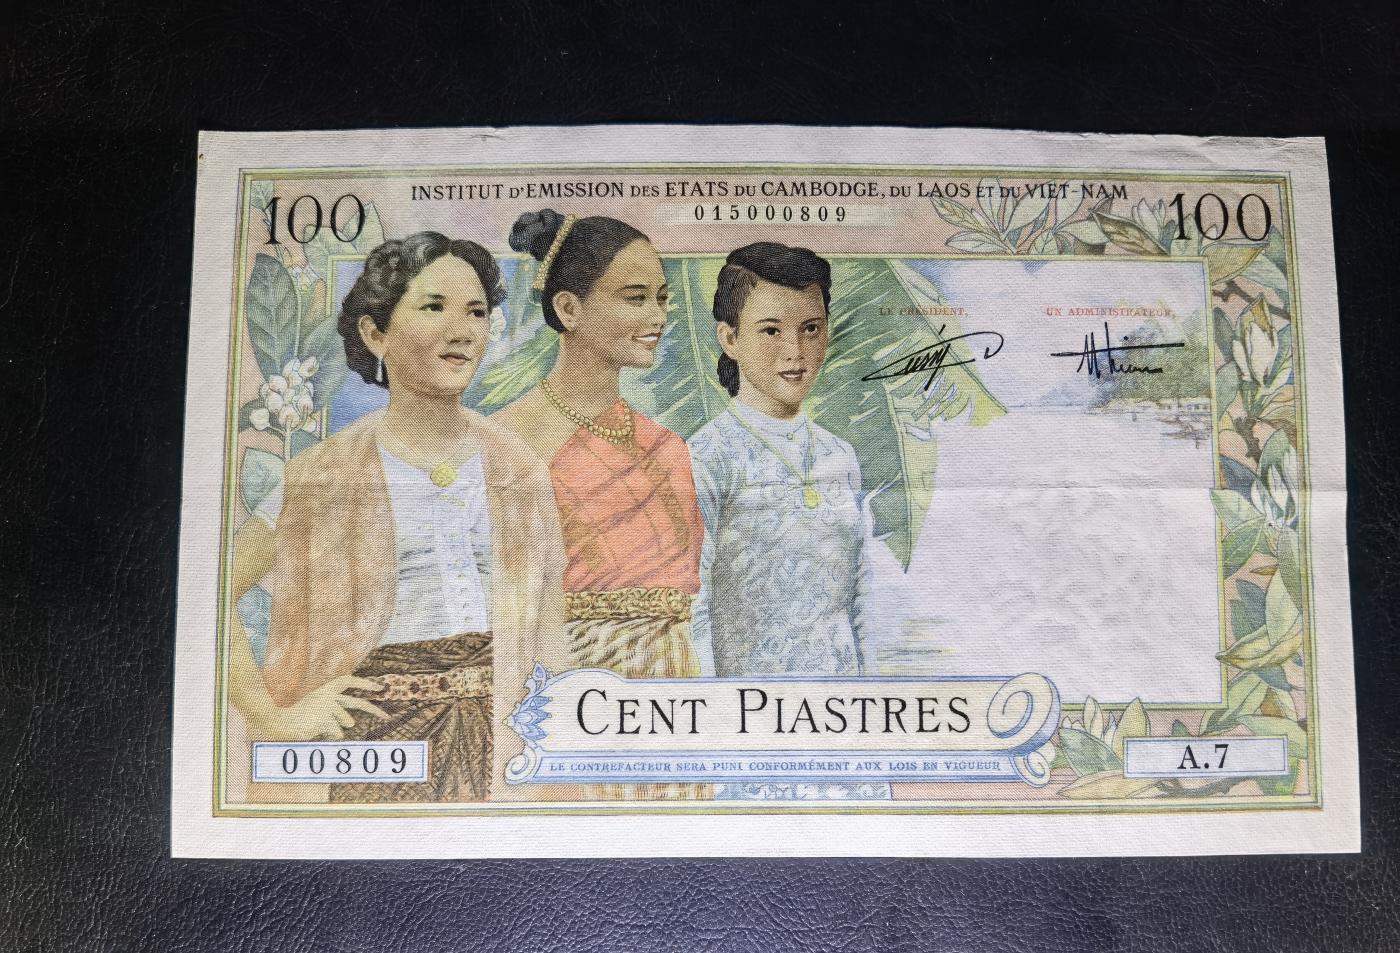 INSTITUT D'EMISSION DES ETATS DU CAMBODGE, DU LAOS ET DU VIET-NAM
100
015000809
100
LE PRÉSIDENT,
UN ADMINISTRATEUR,
CENT PIASTRES
00809
LE CONTREFACTEUR SERA PUNI CONFORMÉMENT AUX LOIS EN VIGUEUR
A.7